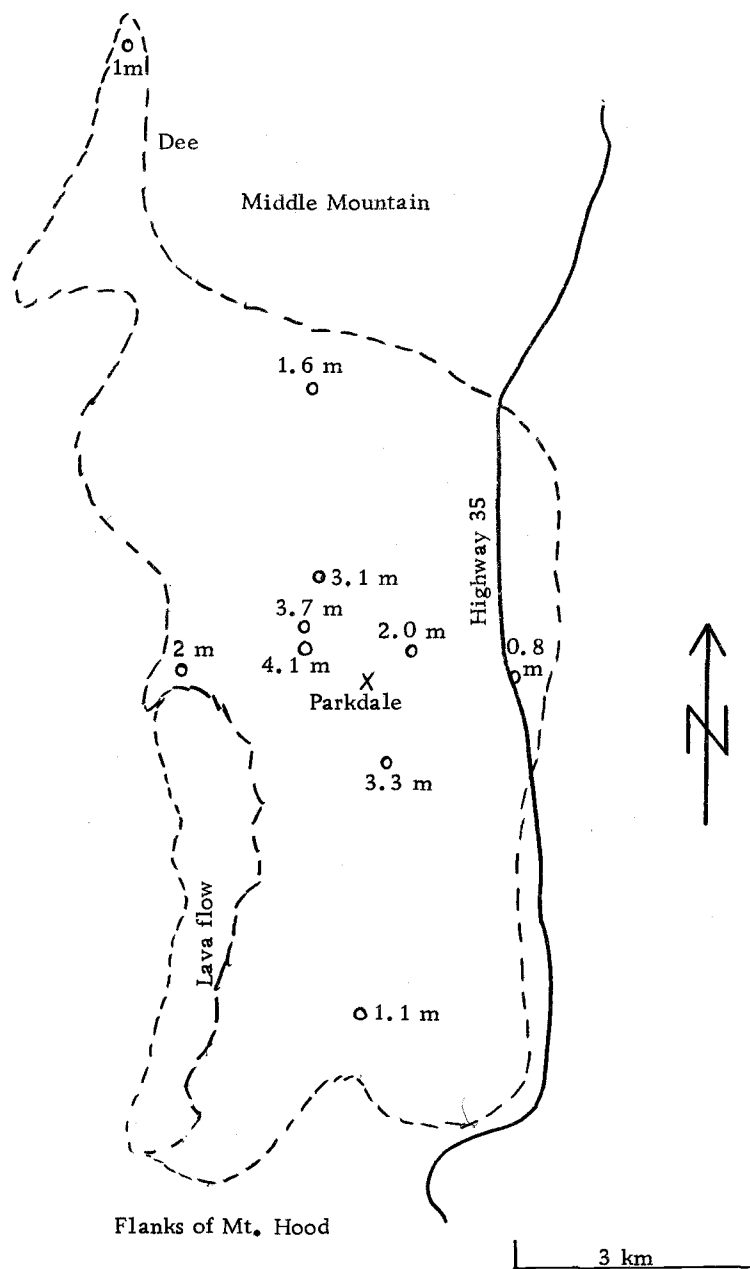 1m
Dee
Middle Mountain
1.6 m
Highway 35
3.1 m
3.7 m
2.0 m
0.8
m
2 m
4.1 m
X
Parkdale
N
3.3 m
Lava flow
1.1 m
Flanks of Mt. Hood
3 km